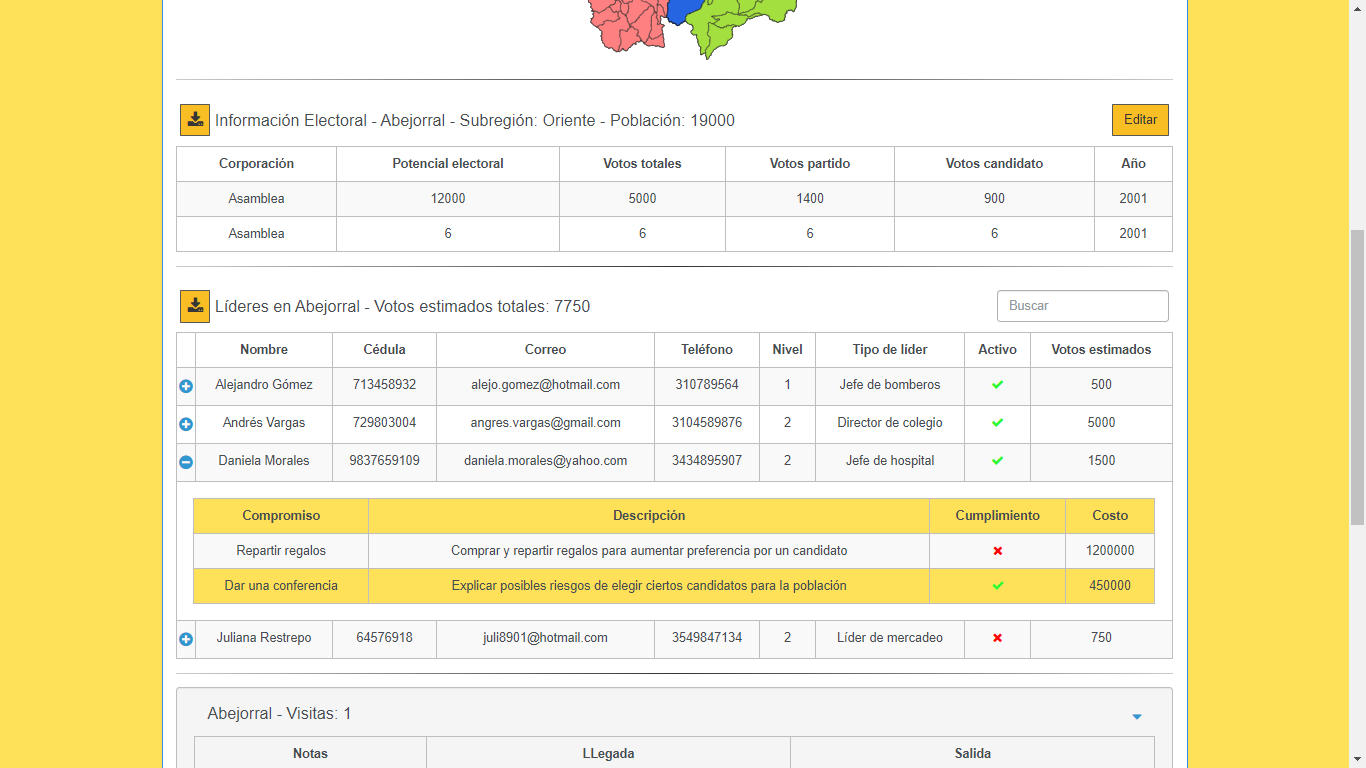 Información Electoral - Abejorral - Subregión: Oriente - Población: 19000 Editar
Corporación Potencial electoral Votos totales Votos partido Votos candidato Año
Asamblea 12000 5000 1400 900 2001
Asamblea 6 6 6 6 2001
Líderes en Abejorral - Votos estimados totales: 7750 Buscar
Nombre Cédula Correo Teléfono Nivel Tipo de líder Activo Votos estimados
Alejandro Gómez 713458932 alejo.gomez@hotmail.com 310789564 1 Jefe de bomberos 500
Andrés Vargas 729803004 angres.vargas@gmail.com 3104589876 2 Director de colegio 5000
Daniela Morales 9837659109 daniela.morales@yahoo.com 3434895907 2 Jefe de hospital 1500
Compromiso Descripción Cumplimiento Costo
Repartir regalos Comprar y repartir regalos para aumentar preferencia por un candidato 1200000
Dar una conferencia Explicar posibles riesgos de elegir ciertos candidatos para la población 450000
Juliana Restrepo 64576918 juli8901@hotmail.com 3549847134 2 Líder de mercadeo 750
Abejorral - Visitas: 1
Notas LLegada Salida